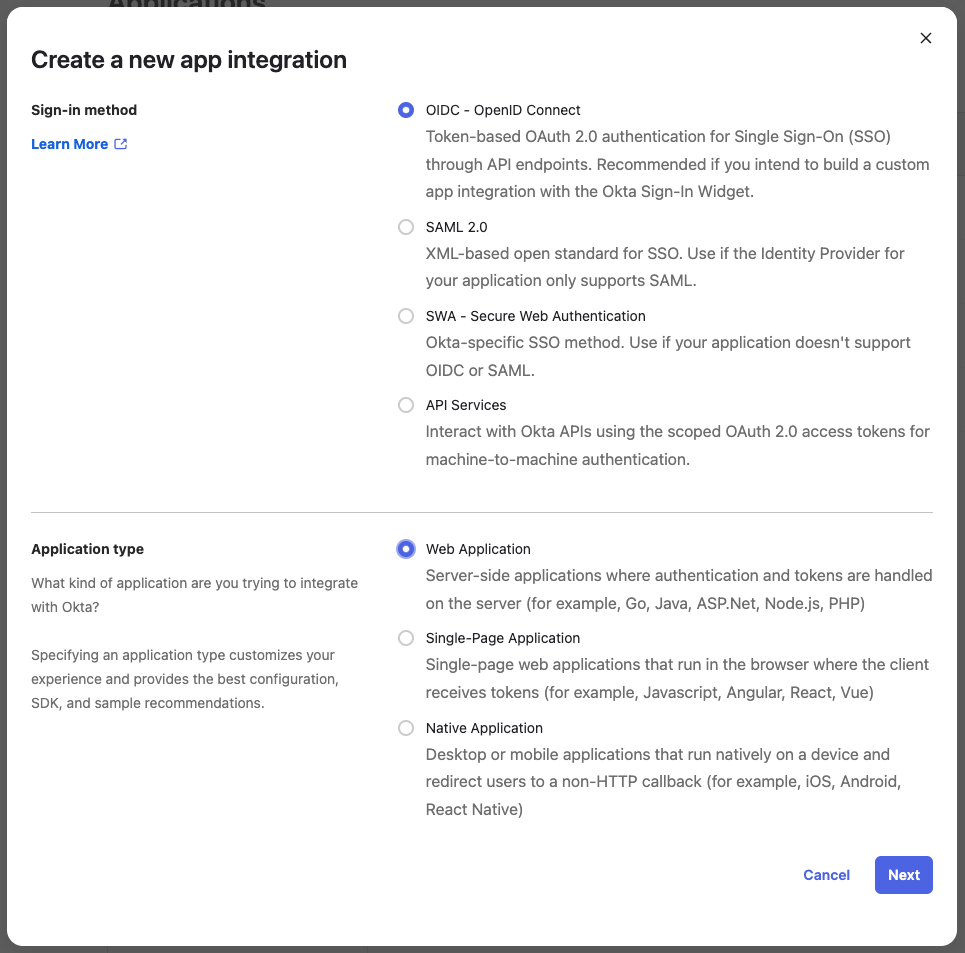 Applications
Create a new app integration
Sign-in method
Learn More
OIDC - OpenID Connect
Token-based OAuth 2.0 authentication for Single Sign-On (SSO)
through API endpoints. Recommended if you intend to build a custom
app integration with the Okta Sign-In Widget.
SAML 2.0
XML-based open standard for SSO. Use if the Identity Provider for
your application only supports SAML.
SWA - Secure Web Authentication
Okta-specific SSO method. Use if your application doesn't support
OIDC or SAML.
API Services
Interact with Okta APIs using the scoped OAuth 2.0 access tokens for
machine-to-machine authentication.
Application type
What kind of application are you trying to integrate
with Okta?
Specifying an application type customizes your
experience and provides the best configuration,
SDK, and sample recommendations.
Web Application
Server-side applications where authentication and tokens are handled
on the server (for example, Go, Java, ASP.Net, Node.js, PHP)
Single-Page Application
Single-page web applications that run in the browser where the client
receives tokens (for example, Javascript, Angular, React, Vue)
Native Application
Desktop or mobile applications that run natively on a device and
redirect users to a non-HTTP callback (for example, iOS, Android,
React Native)
Cancel
Next